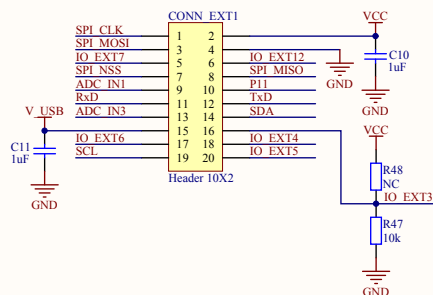 CONN_EXT1
VCC
SPI_CLK 1 2
SPI_MOSI 3 4
IO_EXT7 5 6 IO_EXT12
SPI_NSS 7 8 SPI_MISO
ADC_IN1 9 10 P11
RxD 11 12 TxD
ADC_IN3 13 14 SDA
15 16
IO_EXT6 17 18 IO_EXT4
SCL 19 20 IO_EXT5
Header 10X2
C10
1uF
GND
GND
V_USB
C11
1uF
GND
VCC
R48
NC
IO_EXT3
R47
10k
GND